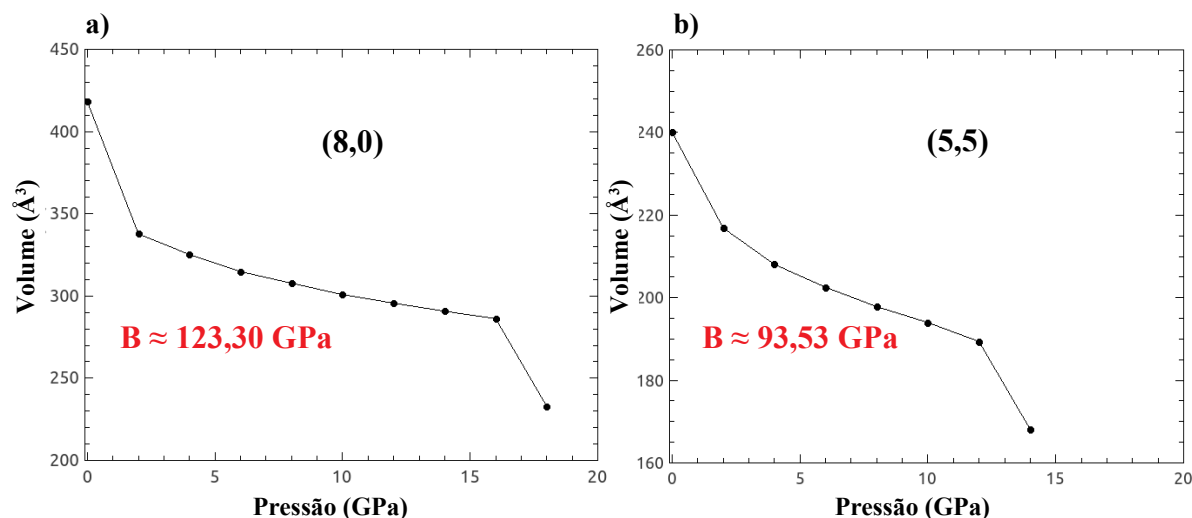 a)
450
400
350
300
250
200
Volume (Å³)
(8,0)
B ≈ 123,30 GPa
0 5 10 15 20
Pressão (GPa)
b)
260
240
220
200
180
160
Volume (Å³)
(5,5)
B ≈ 93,53 GPa
0 5 10 15 20
Pressão (GPa)